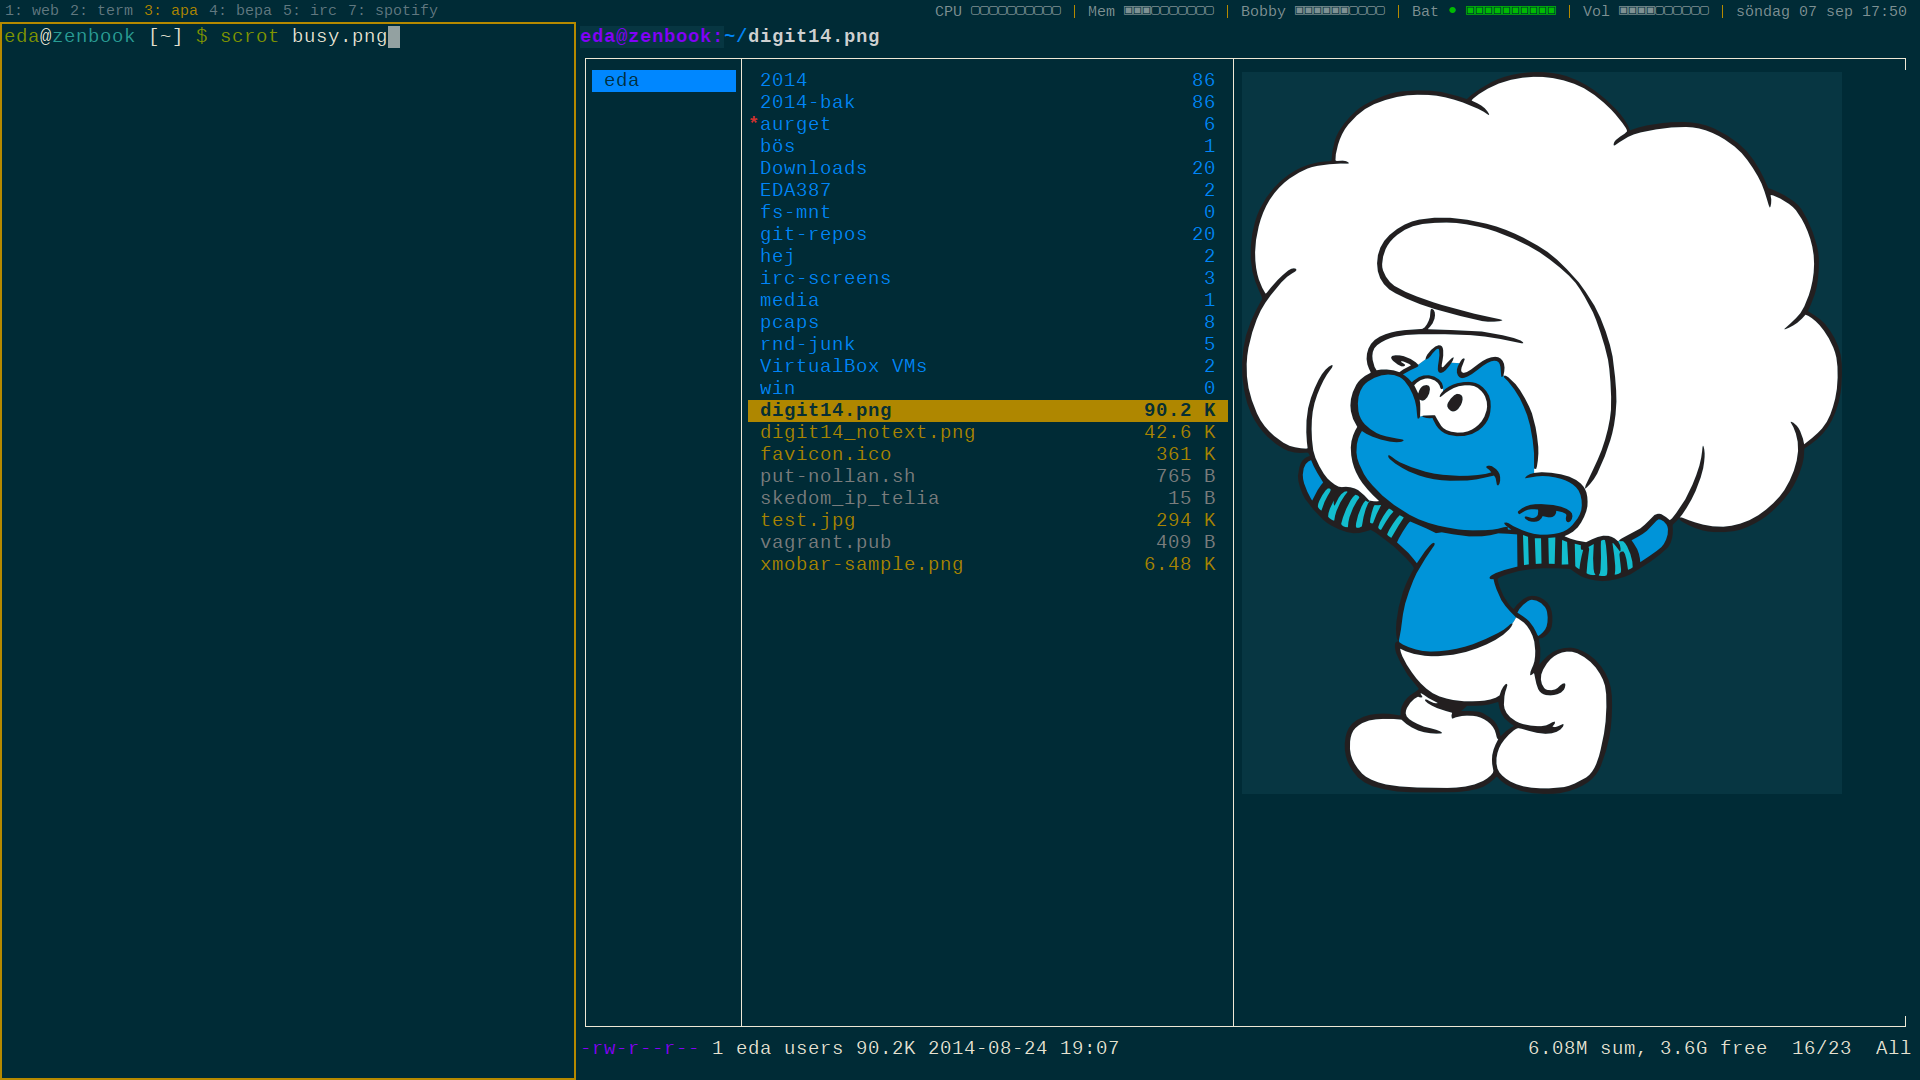 1: web 2: term 3: apa 4: bepa 5: irc 7: spotify
CPU ▢▢▢▢▢▢▢▢▢▢ | Mem ▣▣▣▢▢▢▢▢▢▢ | Bobby ▣▣▣▣▣▣▢▢▢▢ | Bat • ▣▣▣▣▣▣▣▣▣▣ | Vol ▣▣▣▣▢▢▢▢▢▢ | söndag 07 sep 17:50
eda@zenbook [~] $ scrot busy.png
eda@zenbook:~/digit14.png
eda
2014 86
2014-bak 86
*aurget 6
bös 1
Downloads 20
EDA387 2
fs-mnt 0
git-repos 20
hej 2
irc-screens 3
media 1
pcaps 8
rnd-junk 5
VirtualBox VMs 2
win 0
digit14.png 90.2 K
digit14_notext.png 42.6 K
favicon.ico 361 K
put-nollan.sh 765 B
skedom_ip_telia 15 B
test.jpg 294 K
vagrant.pub 409 B
xmobar-sample.png 6.48 K
-rw-r--r-- 1 eda users 90.2K 2014-08-24 19:07
6.08M sum, 3.6G free 16/23 All